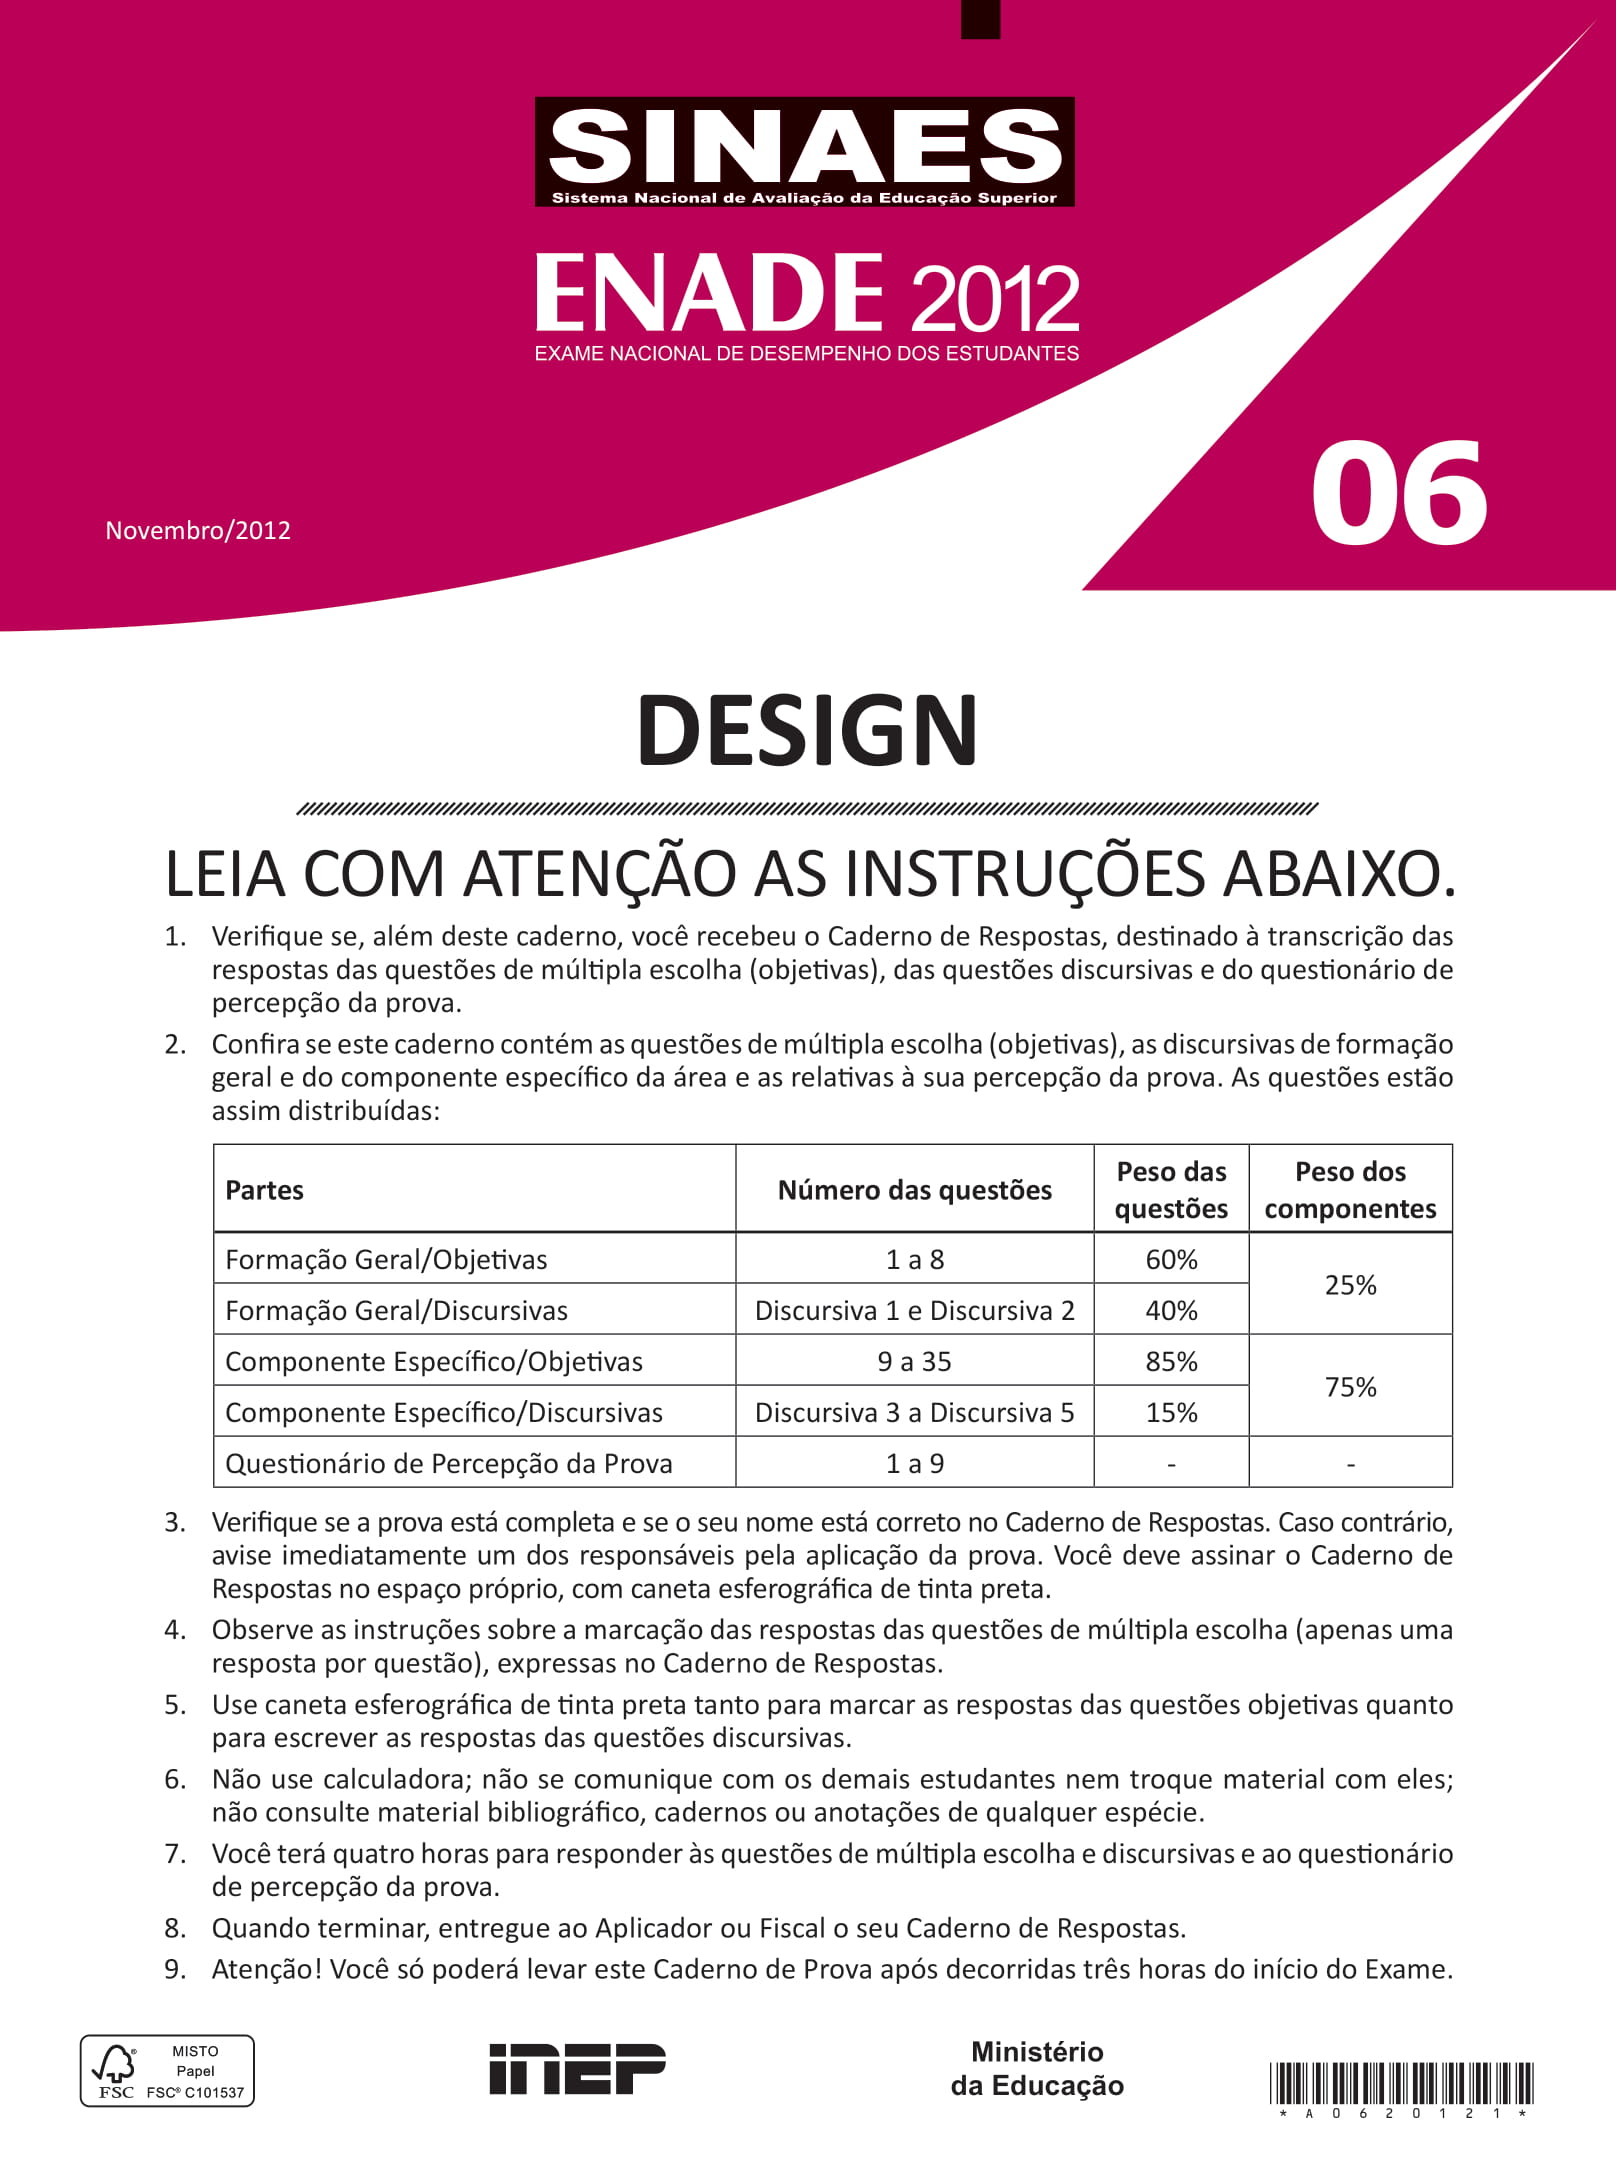 SINAES
Sistema Nacional de Avaliação da Educação Superior
ENADE 2012
EXAME NACIONAL DE DESEMPENHO DOS ESTUDANTES
06
Novembro/2012
DESIGN
LEIA COM ATENÇÃO AS INSTRUÇÕES ABAIXO.
1. Verifique se, além deste caderno, você recebeu o Caderno de Respostas, destinado à transcrição das
respostas das questões de múltipla escolha (objetivas), das questões discursivas e do questionário de
percepção da prova.
2. Confira se este caderno contém as questões de múltipla escolha (objetivas), as discursivas de formação
geral e do componente específico da área e as relativas à sua percepção da prova. As questões estão
assim distribuídas:
Partes Número das questões Peso das questões Peso dos componentes
Formação Geral/Objetivas 1 a 8 60% 25%
Formação Geral/Discursivas Discursiva 1 e Discursiva 2 40%
Componente Específico/Objetivas 9 a 35 85% 75%
Componente Específico/Discursivas Discursiva 3 a Discursiva 5 15%
Questionário de Percepção da Prova 1 a 9 - -
3. Verifique se a prova está completa e se o seu nome está correto no Caderno de Respostas. Caso contrário,
avise imediatamente um dos responsáveis pela aplicação da prova. Você deve assinar o Caderno de
Respostas no espaço próprio, com caneta esferográfica de tinta preta.
4. Observe as instruções sobre a marcação das respostas das questões de múltipla escolha (apenas uma
resposta por questão), expressas no Caderno de Respostas.
5. Use caneta esferográfica de tinta preta tanto para marcar as respostas das questões objetivas quanto
para escrever as respostas das questões discursivas.
6. Não use calculadora; não se comunique com os demais estudantes nem troque material com eles;
não consulte material bibliográfico, cadernos ou anotações de qualquer espécie.
7. Você terá quatro horas para responder às questões de múltipla escolha e discursivas e ao questionário
de percepção da prova.
8. Quando terminar, entregue ao Aplicador ou Fiscal o seu Caderno de Respostas.
9. Atenção! Você só poderá levar este Caderno de Prova após decorridas três horas do início do Exame.
MISTO
Papel
FSC FSC® C101537
inEP
Ministério
da Educação
* A 0 6 2 0 1 2 1 *